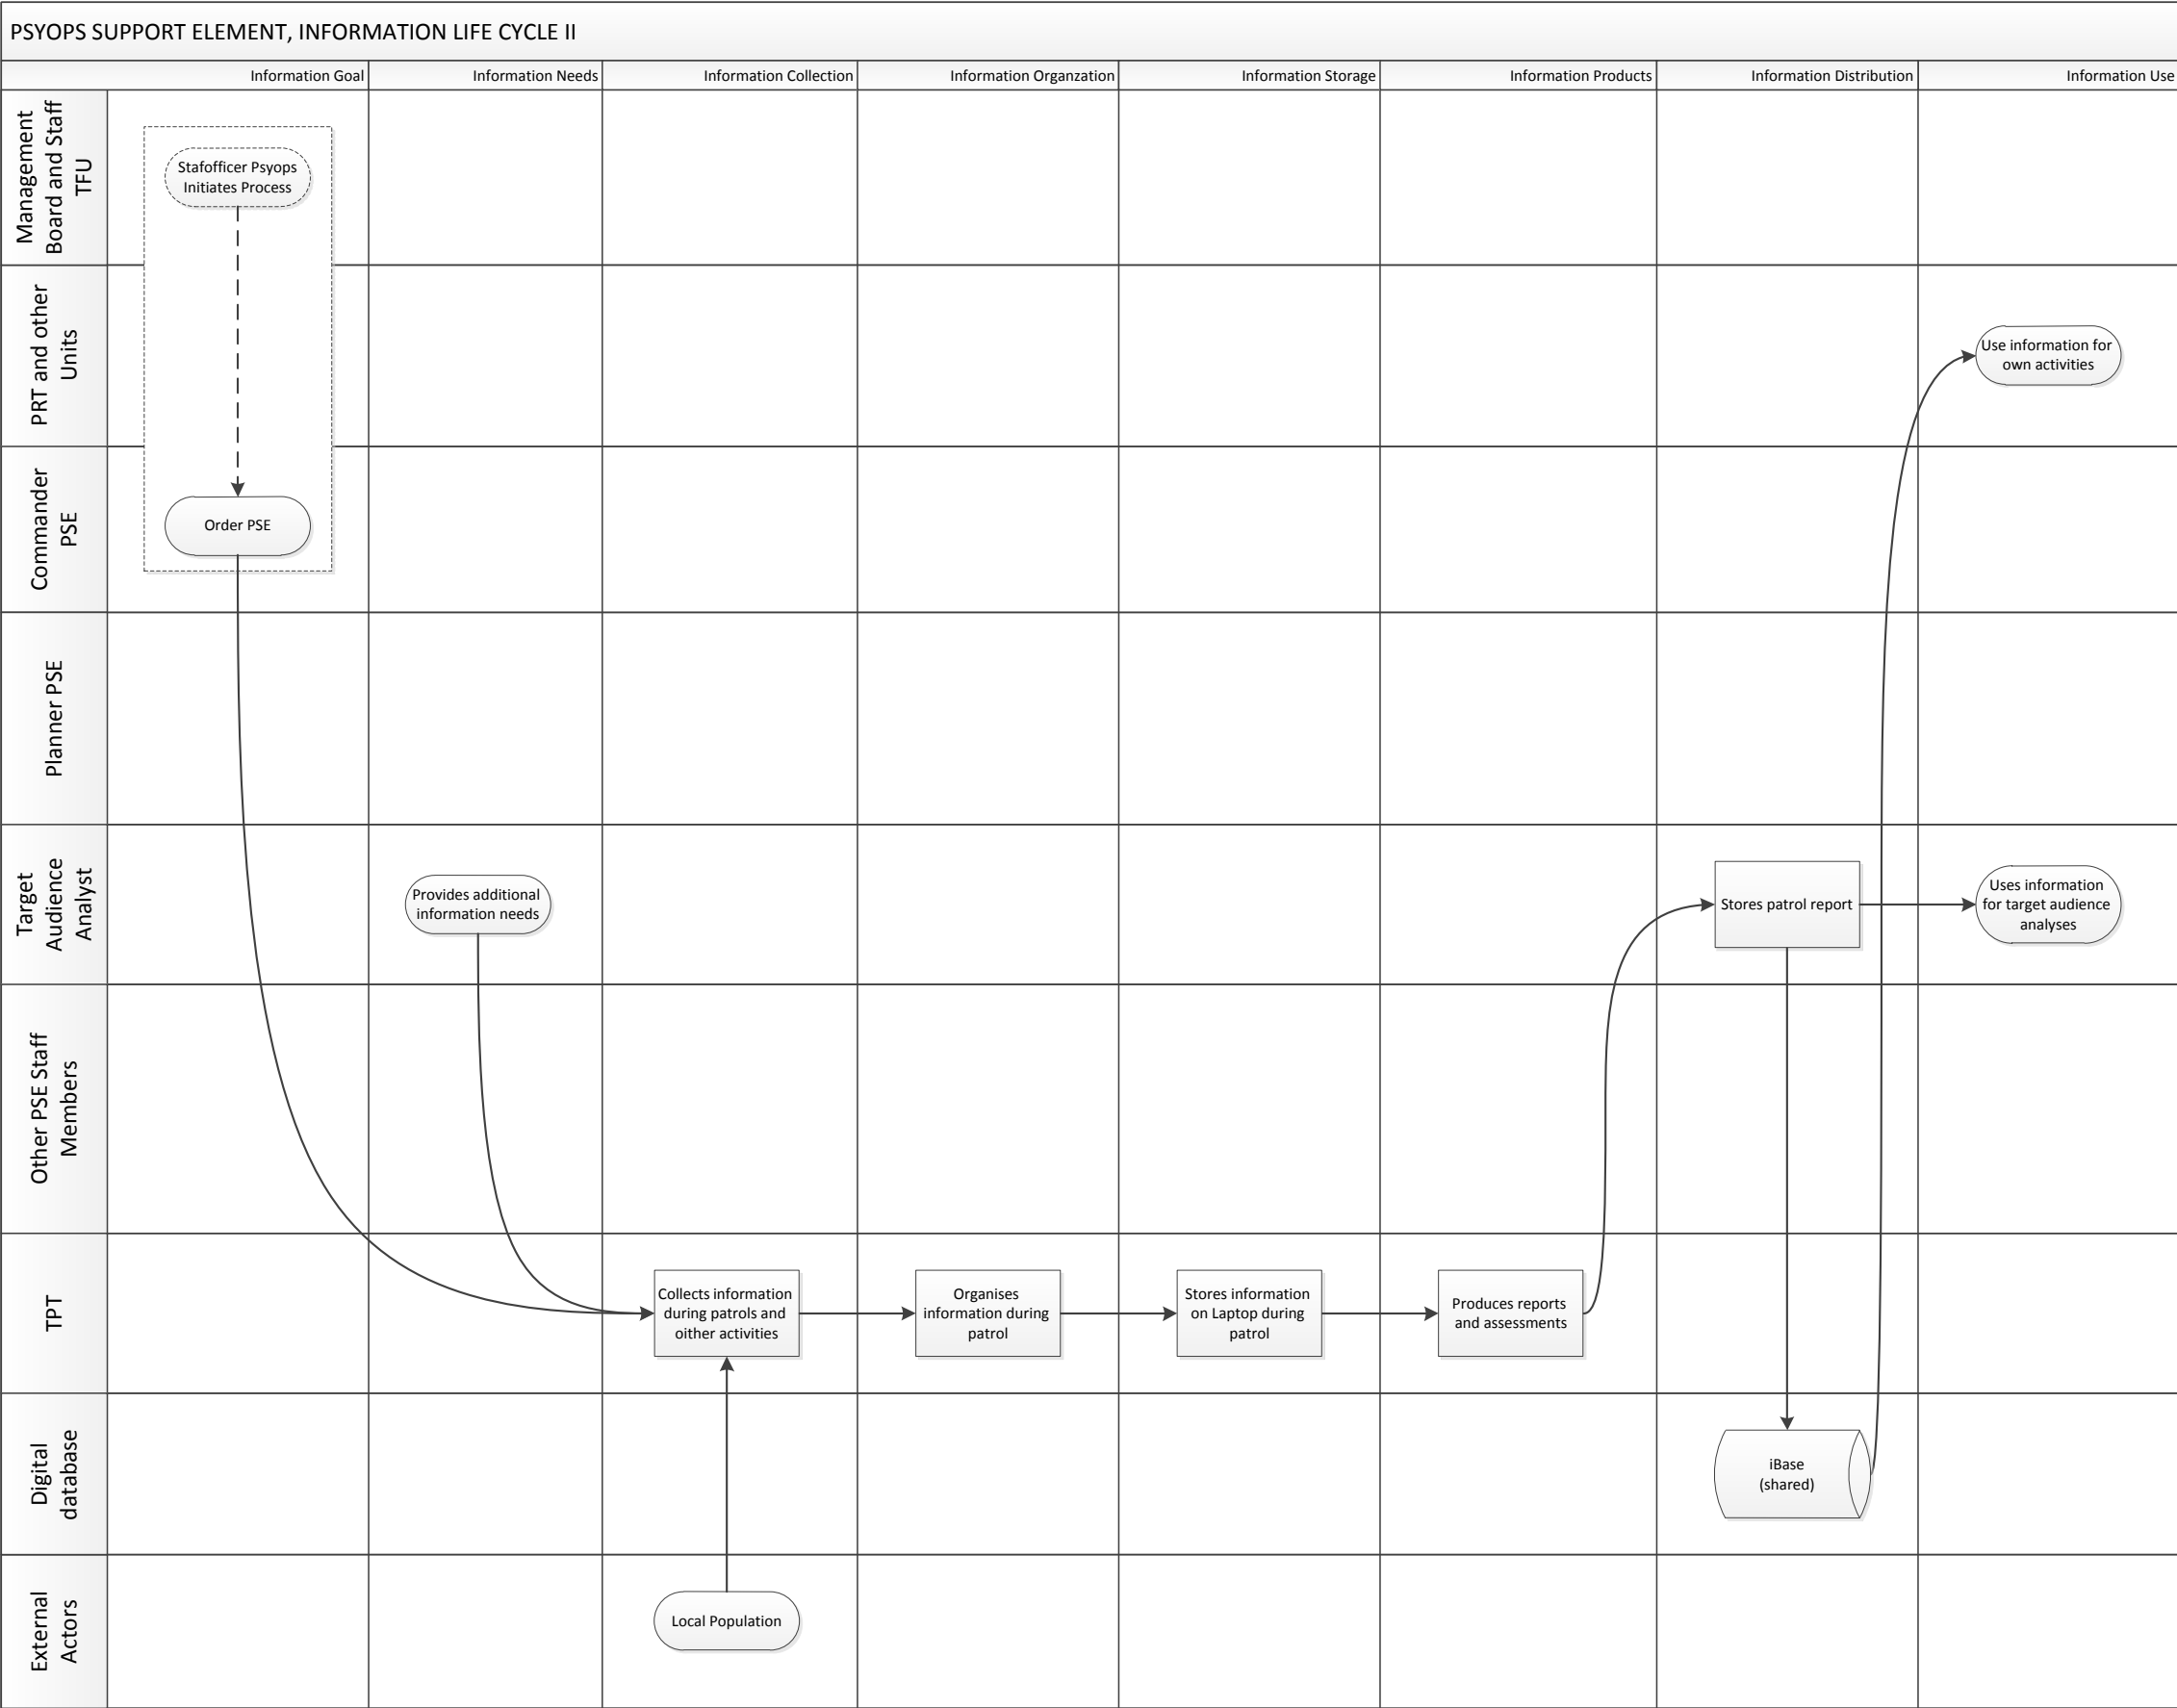 PSYOPS SUPPORT ELEMENT, INFORMATION LIFE CYCLE II
Information Goal
Information Needs
Information Collection
Information Organzation
Information Storage
Information Products
Information Distribution
Information Use
Management
Board and Staff
TFU
Stafofficer Psyops
Initiates Process
PRT and other
Units
Use information for
own activities
Commander
PSE
Order PSE
Planner PSE
Target
Audience
Analyst
Provides additional
information needs
Stores patrol report
Uses information
for target audience
analyses
Other PSE Staff
Members
TPT
Collects information
during patrols and
oither activities
Organises
information during
patrol
Stores information
on Laptop during
patrol
Produces reports
and assessments
Digital
database
iBase
(shared)
External
Actors
Local Population